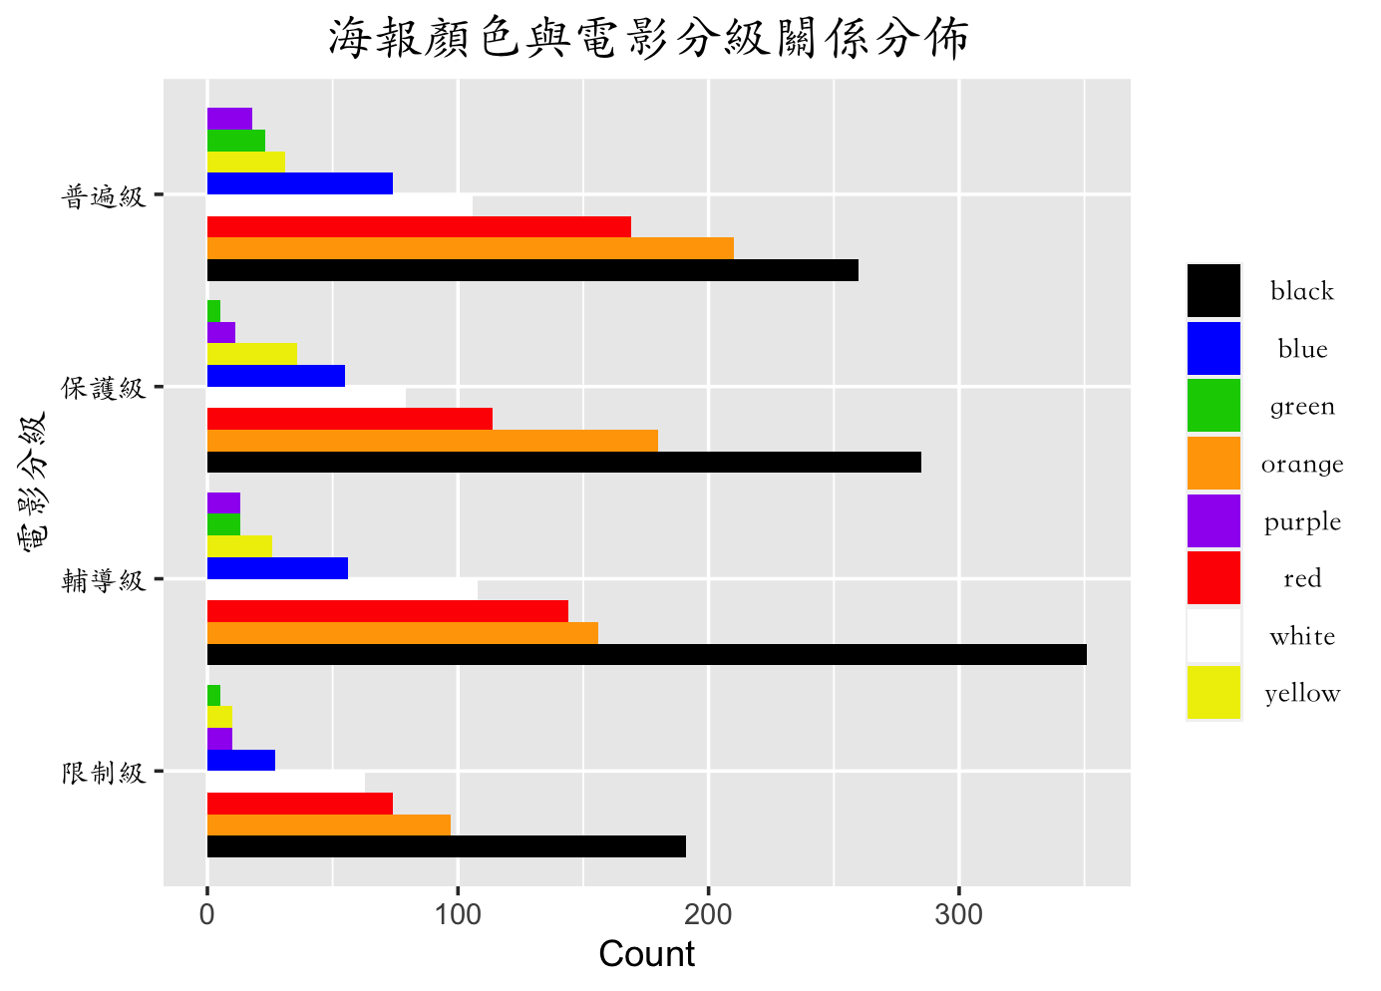 海報顏色與電影分級關係分佈
電影分級
普遍級
保護級
輔導級
限制級
0
100
200
300
Count
black
blue
green
orange
purple
red
white
yellow